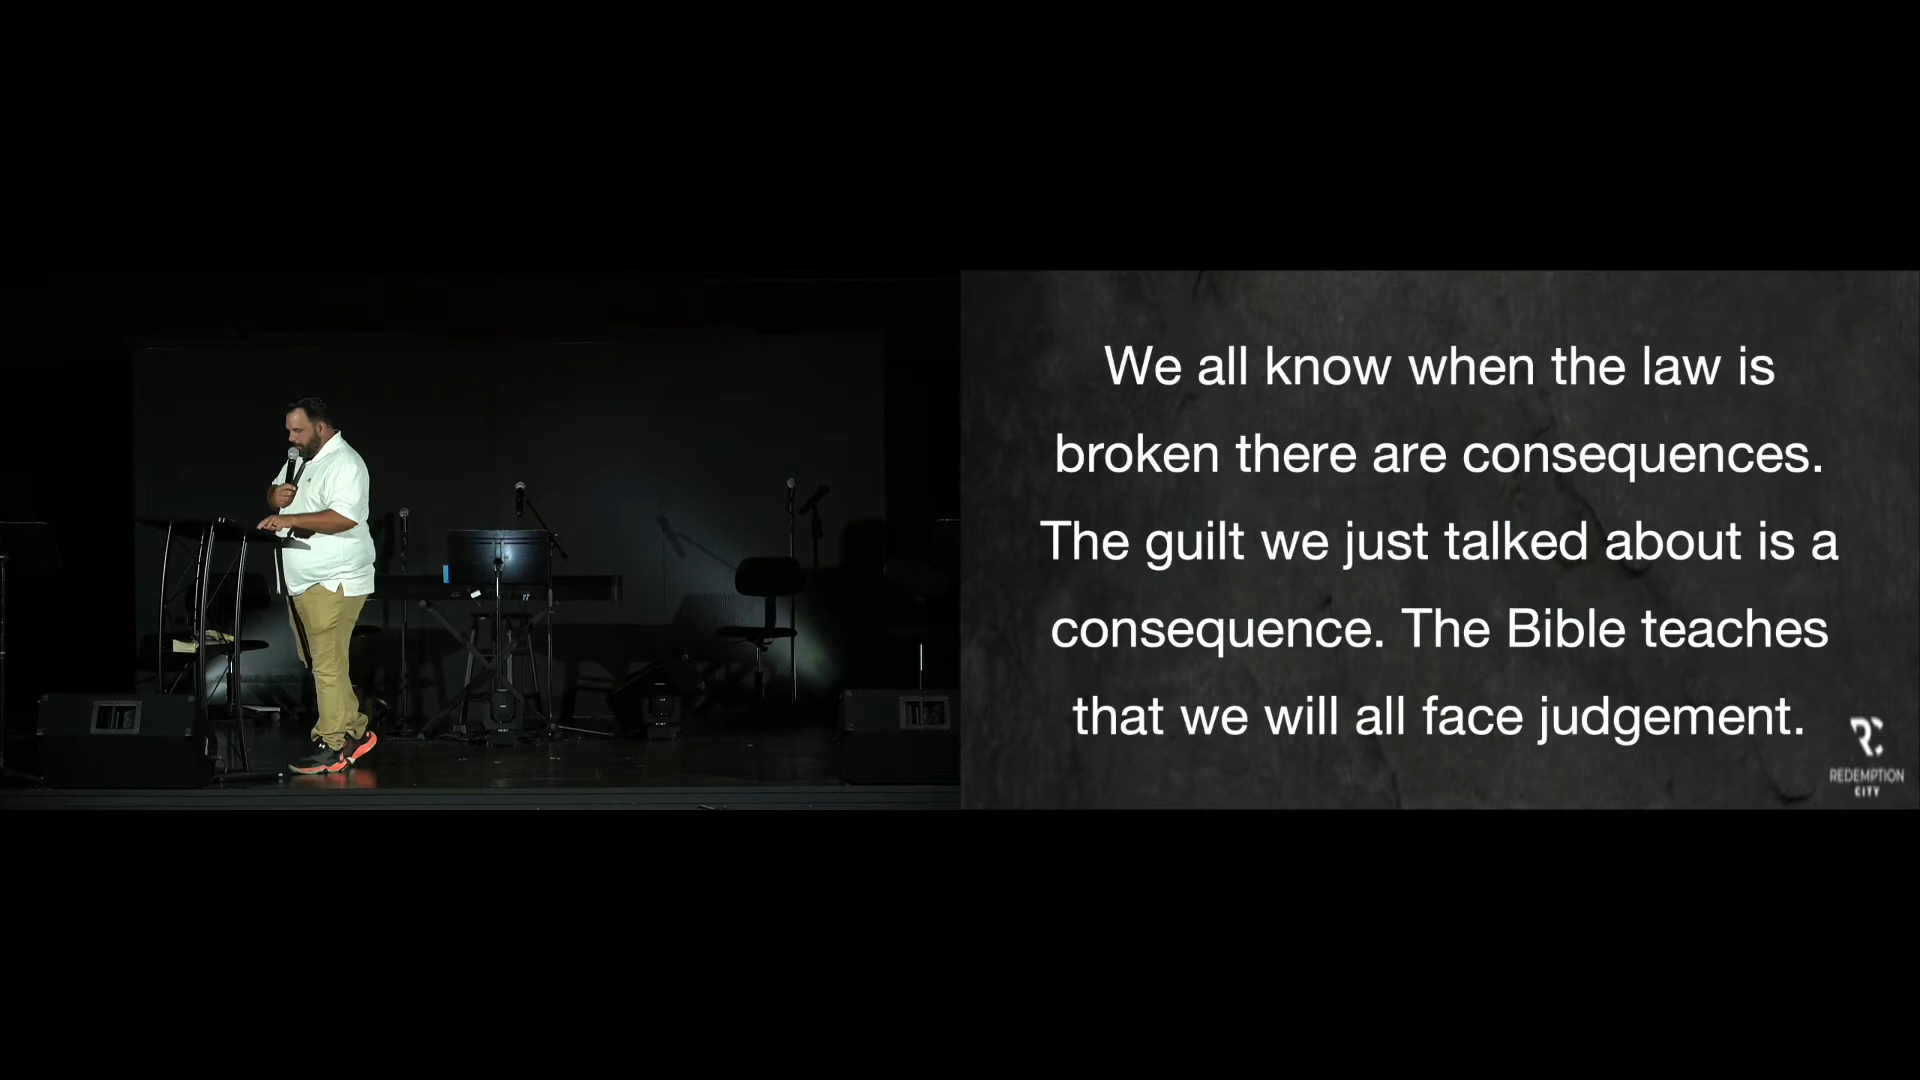 We all know when the law is
broken there are consequences.
The guilt we just talked about is a
consequence. The Bible teaches
that we will all face judgement.
RC
REDEMPTION
CITY